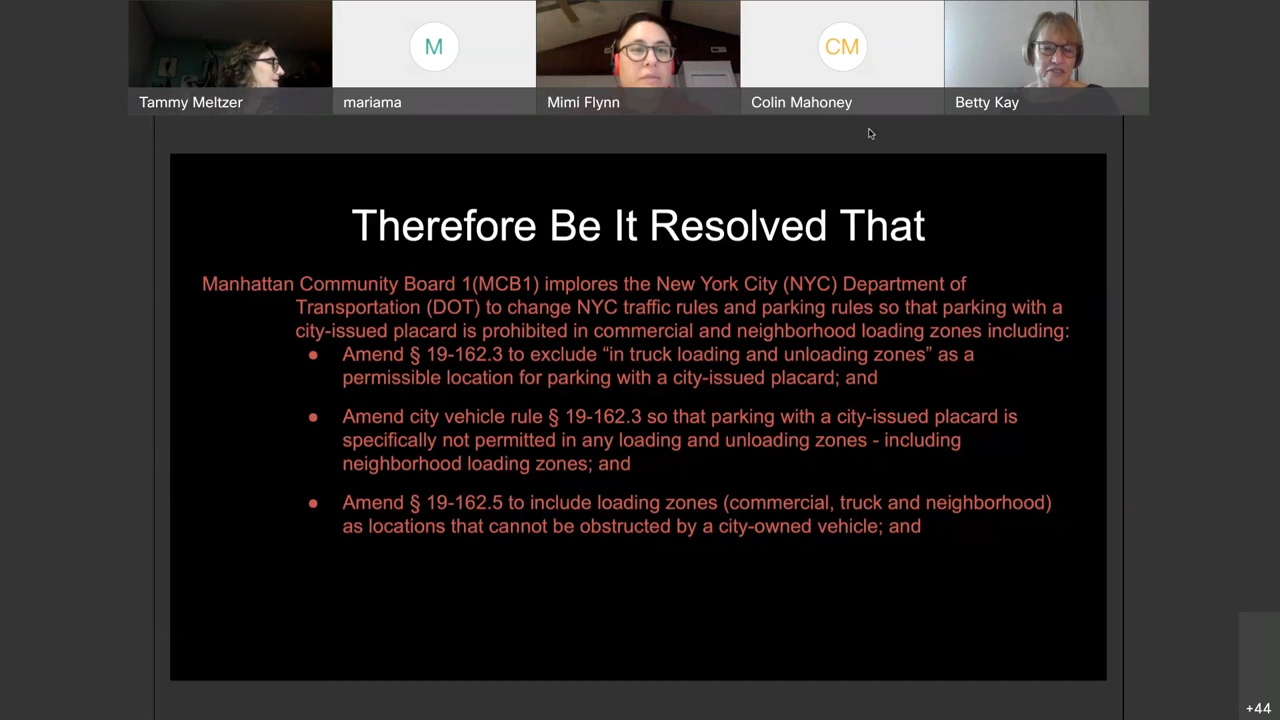 M
CM
Tammy Meltzer
mariama
Mimi Flynn
Colin Mahoney
Betty Kay
Therefore Be It Resolved That
Manhattan Community Board 1(MCB1) implores the New York City (NYC) Department of
Transportation (DOT) to change NYC traffic rules and parking rules so that parking with a
city-issued placard is prohibited in commercial and neighborhood loading zones including:
● Amend § 19-162.3 to exclude “in truck loading and unloading zones” as a
permissible location for parking with a city-issued placard; and
● Amend city vehicle rule § 19-162.3 so that parking with a city-issued placard is
specifically not permitted in any loading and unloading zones - including
neighborhood loading zones; and
● Amend § 19-162.5 to include loading zones (commercial, truck and neighborhood)
as locations that cannot be obstructed by a city-owned vehicle; and
+44